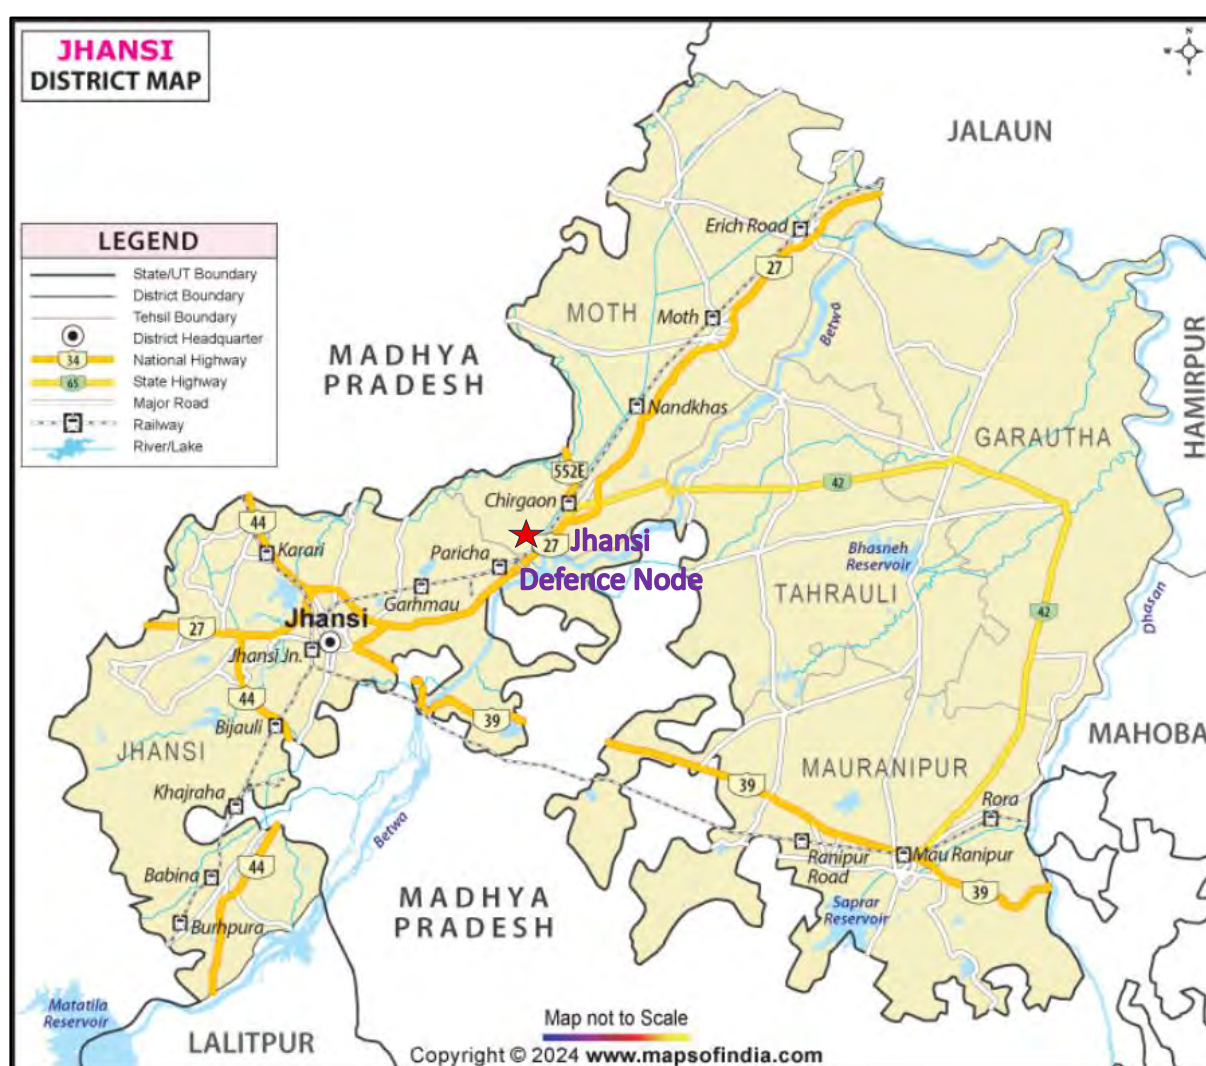 JHANSI
DISTRICT MAP
N
W
S
JALAUN
LEGEND
State/UT Boundary
District Boundary
Tehsil Boundary
District Headquarter
34 National Highway
65 State Highway
Major Road
Railway
River/Lake
Erich Road
27
MOTH
Moth
Betwa
HAMIRPUR
MADHYA
PRADESH
Nandkhas
GARAUTHA
552E
42
Chirgaon
44
Karari
Paricha
27
Jhansi
Defence Node
Bhasneh
Reservoir
TAHRAULI
Garhmau
Jhansi
42
Dhasan
27
Jhansi Jn.
44
Bijauli
39
JHANSI
MAHOBA
MAURANIPUR
39
Khajraha
Rora
Betwa
Babina
44
Ranipur
Road
Mau Ranipur
39
MADHYA
PRADESH
Saprar
Reservoir
Burhpura
Matatila
Reservoir
LALITPUR
Map not to Scale
Copyright © 2024 www.mapsofindia.com